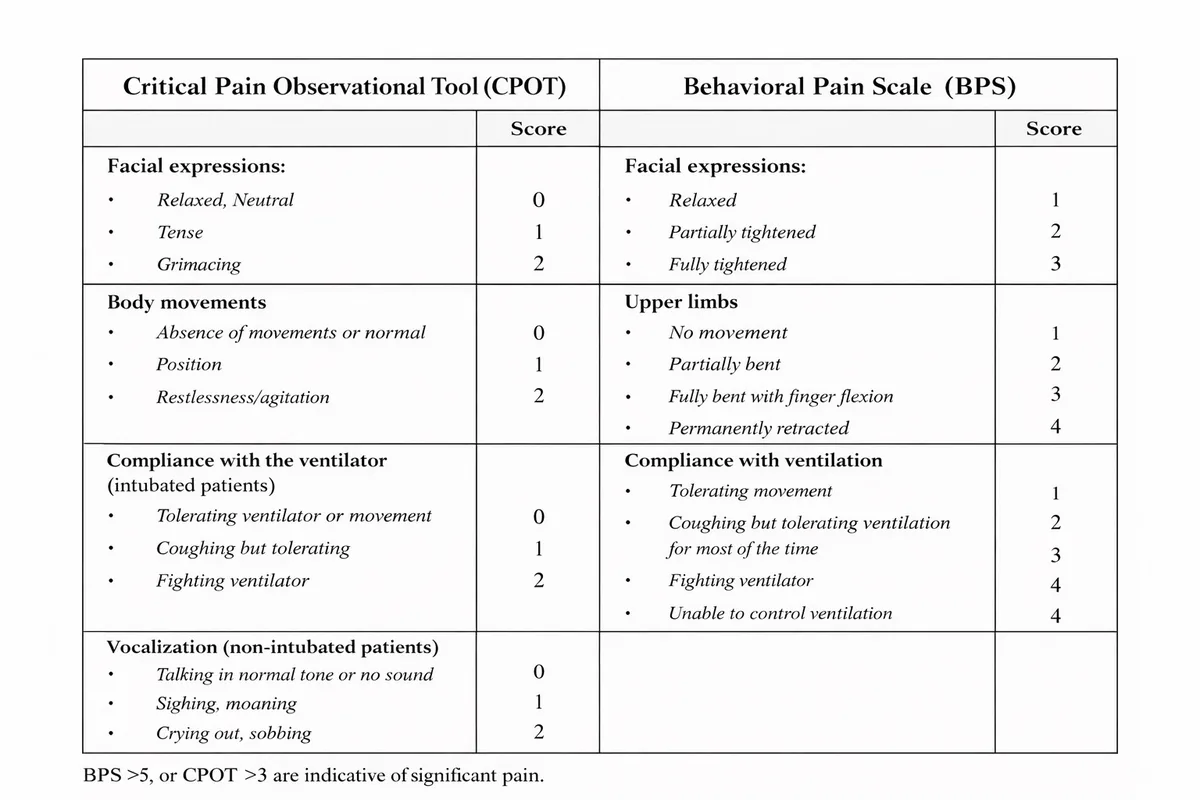 Critical Pain Observational Tool (CPOT) Behavioral Pain Scale (BPS)
Score Score
Facial expressions:
• Relaxed, Neutral 0
• Tense 1
• Grimacing 2
Facial expressions:
• Relaxed 1
• Partially tightened 2
• Fully tightened 3
Body movements
• Absence of movements or normal 0
• Position 1
• Restlessness/agitation 2
Upper limbs
• No movement 1
• Partially bent 2
• Fully bent with finger flexion 3
• Permanently retracted 4
Compliance with the ventilator
(intubated patients)
• Tolerating ventilator or movement 0
• Coughing but tolerating 1
• Fighting ventilator 2
Compliance with ventilation
• Tolerating movement 1
• Coughing but tolerating ventilation 2
for most of the time 3
• Fighting ventilator 4
• Unable to control ventilation 4
Vocalization (non-intubated patients)
• Talking in normal tone or no sound 0
• Sighing, moaning 1
• Crying out, sobbing 2
BPS >5, or CPOT >3 are indicative of significant pain.